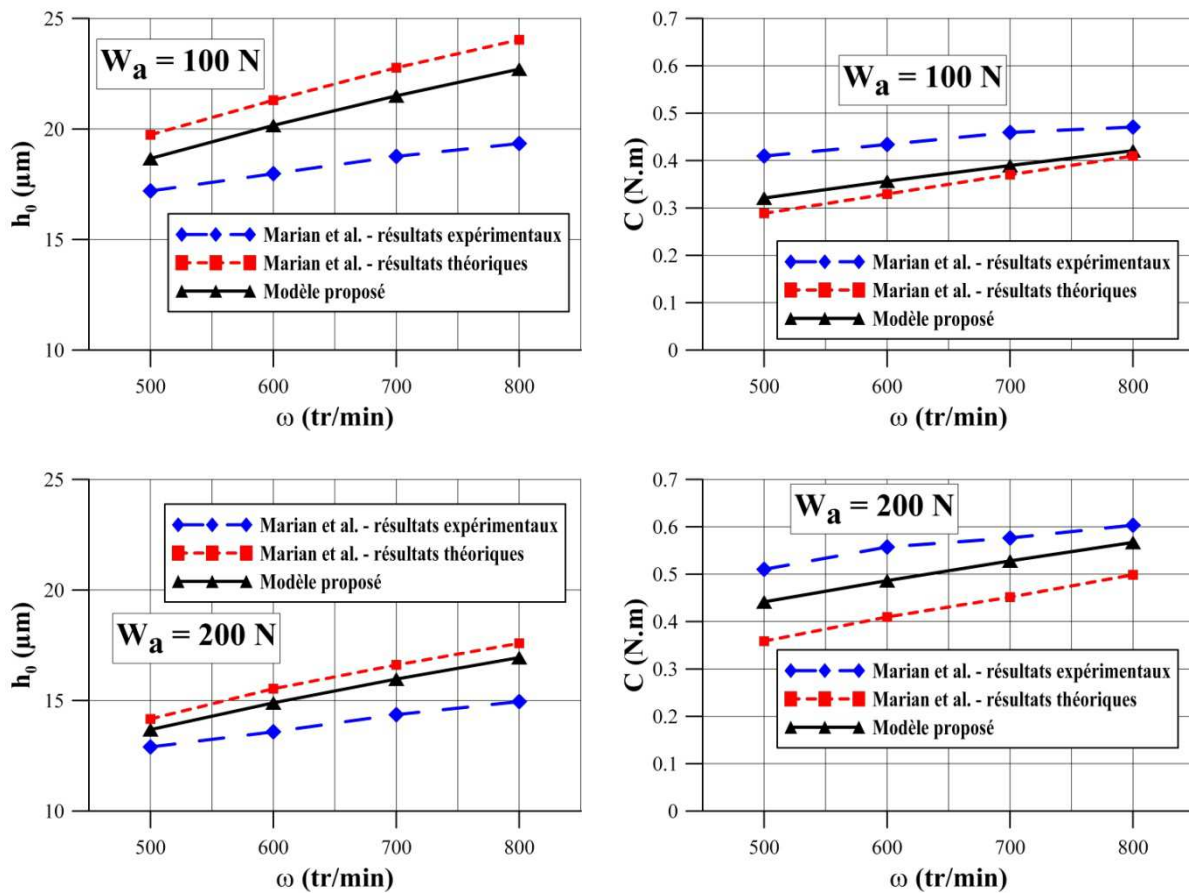 25
20
15
10
h₀ (µm)
Wₐ = 100 N
Marian et al. - résultats expérimentaux
Marian et al. - résultats théoriques
Modèle proposé
500 600 700 800
ω (tr/min)
0.7
0.6
0.5
0.4
0.3
0.2
0.1
0
C (N.m)
Wₐ = 100 N
Marian et al. - résultats expérimentaux
Marian et al. - résultats théoriques
Modèle proposé
500 600 700 800
ω (tr/min)
25
20
15
10
h₀ (µm)
Marian et al. - résultats expérimentaux
Marian et al. - résultats théoriques
Modèle proposé
Wₐ = 200 N
500 600 700 800
ω (tr/min)
0.7
0.6
0.5
0.4
0.3
0.2
0.1
0
C (N.m)
Wₐ = 200 N
Marian et al. - résultats expérimentaux
Marian et al. - résultats théoriques
Modèle proposé
500 600 700 800
ω (tr/min)